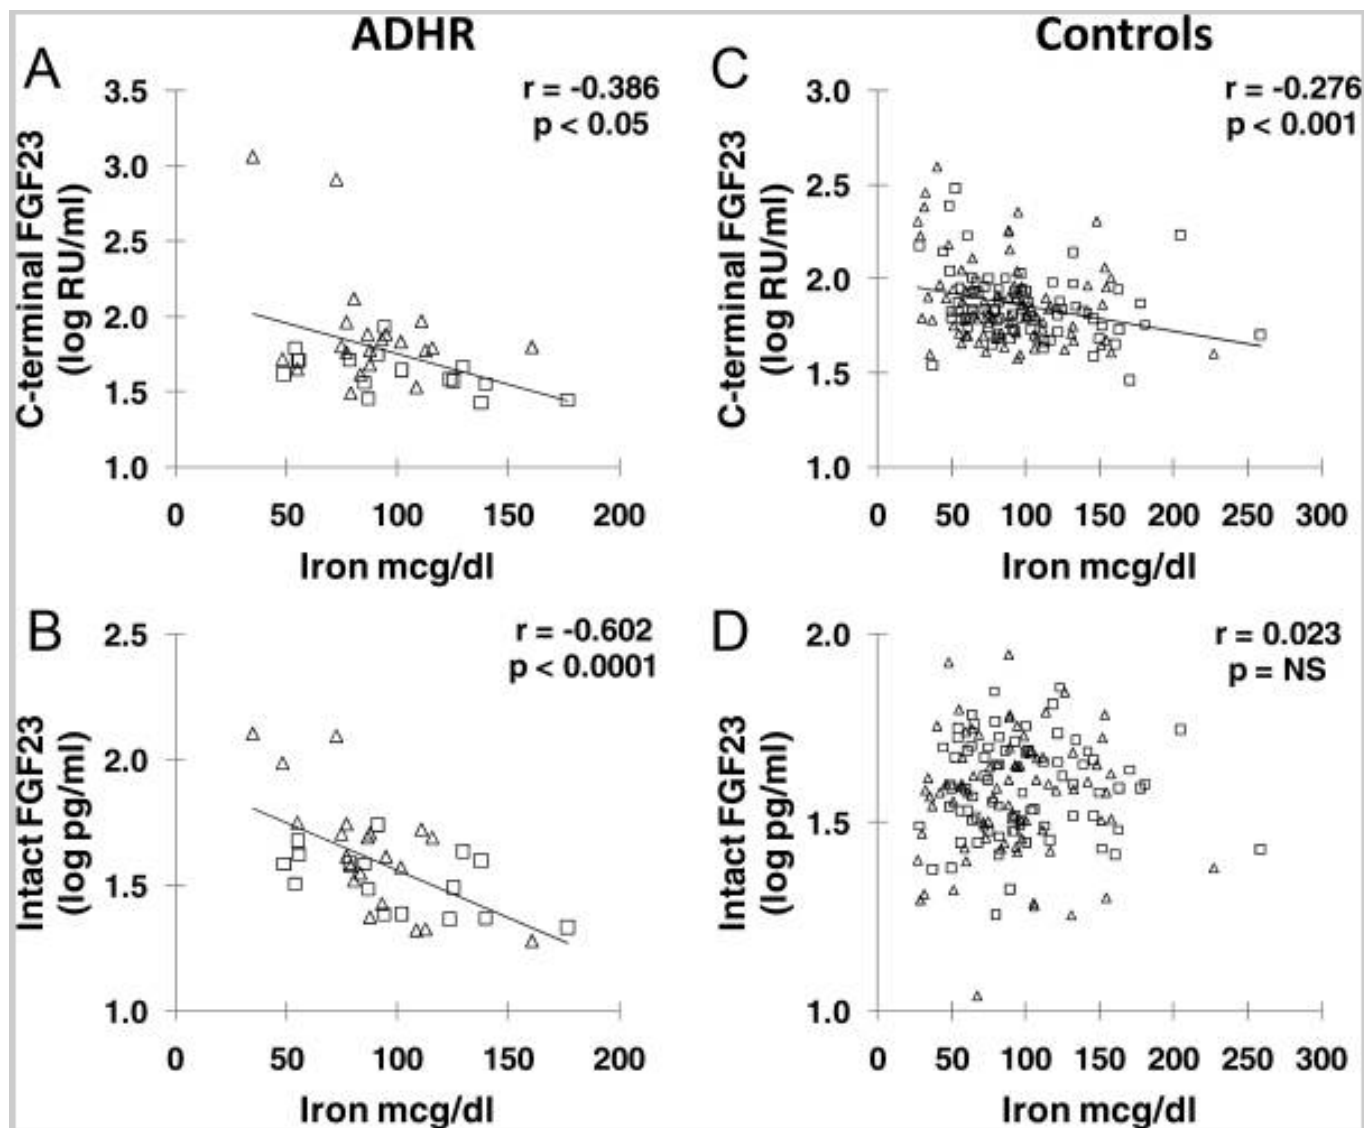 ADHR
Controls
A
r = -0.386
p < 0.05
C-terminal FGF23
(log RU/ml)
3.5
3.0
2.5
2.0
1.5
1.0
0 50 100 150 200
Iron mcg/dl
C
r = -0.276
p < 0.001
C-terminal FGF23
(log RU/ml)
3.0
2.5
2.0
1.5
1.0
0 50 100 150 200 250 300
Iron mcg/dl
B
r = -0.602
p < 0.0001
Intact FGF23
(log pg/ml)
2.5
2.0
1.5
1.0
0 50 100 150 200
Iron mcg/dl
D
r = 0.023
p = NS
Intact FGF23
(log pg/ml)
2.0
1.5
1.0
0 50 100 150 200 250 300
Iron mcg/dl